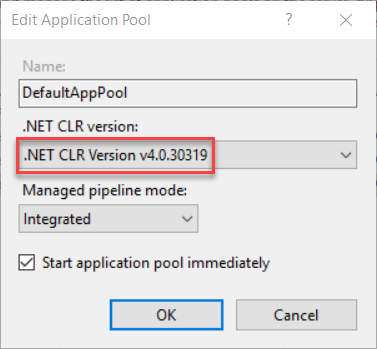 Edit Application Pool
?
Name:
DefaultAppPool
.NET CLR version:
.NET CLR Version v4.0.30319
Managed pipeline mode:
Integrated
Start application pool immediately
OK
Cancel